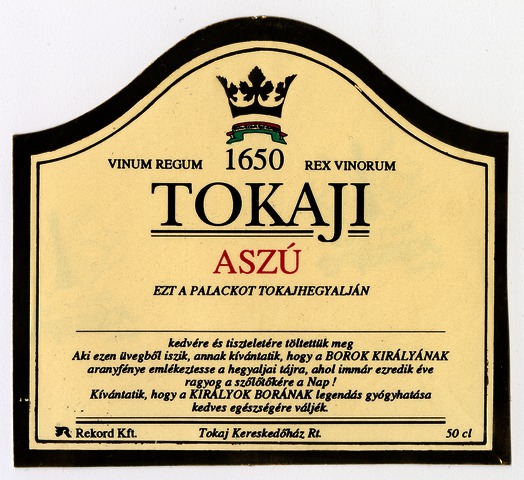 VINUM REGUM 1650 REX VINORUM
TOKAJI
ASZÚ
EZT A PALACKOT TOKAJHEGYALJÁN
kedvére és tiszteletére töltettük meg
Aki ezen üvegből iszik, annak kívántatik, hogy a BOROK KIRÁLYÁNAK
aranyfénye emlékeztesse a hegyaljai tájra, ahol immár ezredik éve
ragyog a szőlőtőkére a Nap !
Kívántatik, hogy a KIRÁLYOK BORÁNAK legendás gyógyhatása
kedves egészségére váljék.
Rekord Kft. Tokaj Kereskedőház Rt. 50 cl